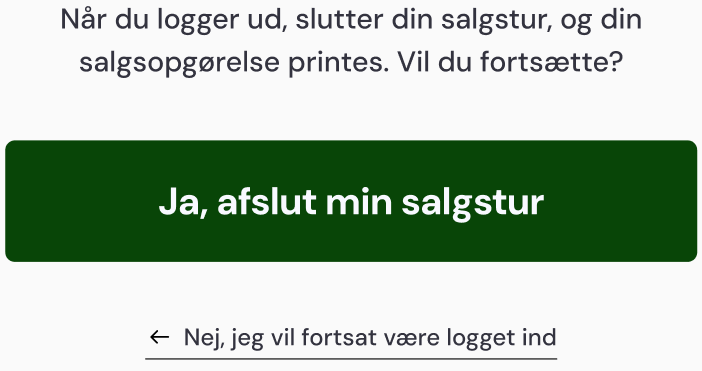 Når du logger ud, slutter din salgstur, og din
salgsopgørelse printes. Vil du fortsætte?
Ja, afslut min salgstur
← Nej, jeg vil fortsat være logget ind